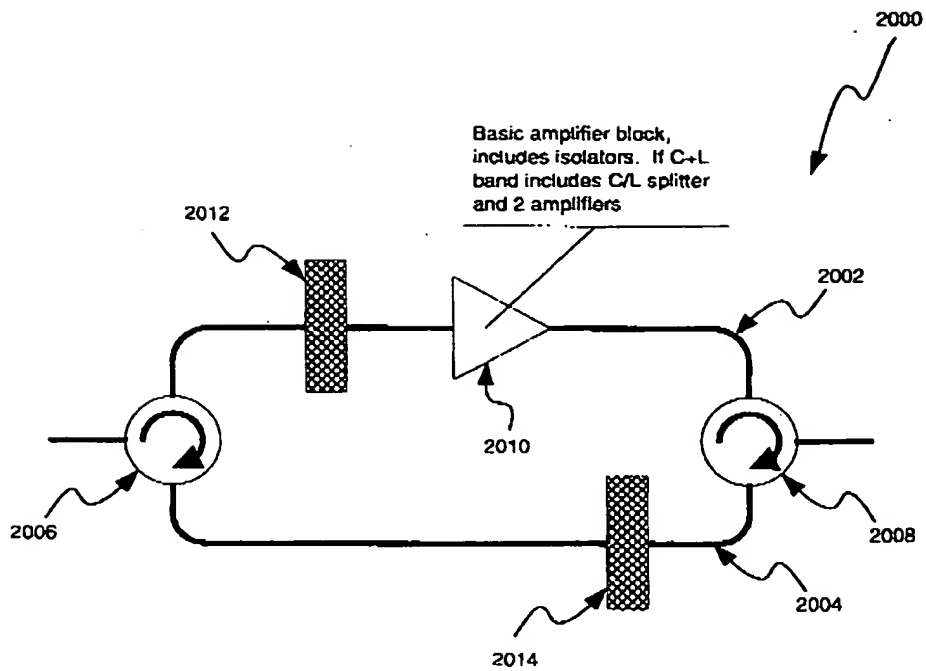 2000
Basic amplifier block,
includes isolators. If C+L
band includes C/L splitter
and 2 amplifiers
2012
2002
2010
2006
2008
2004
2014